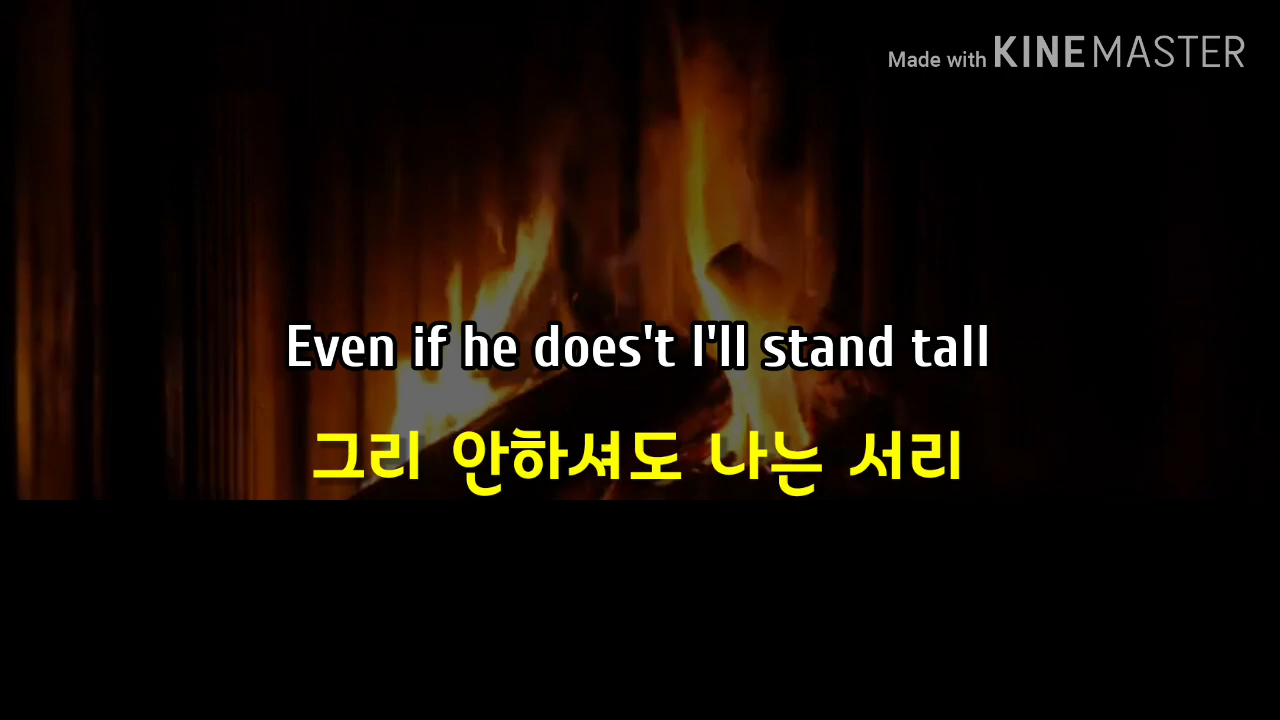 Made with KINEMASTER
Even if he does't I'll stand tall
그리 안하셔도 나는 서리